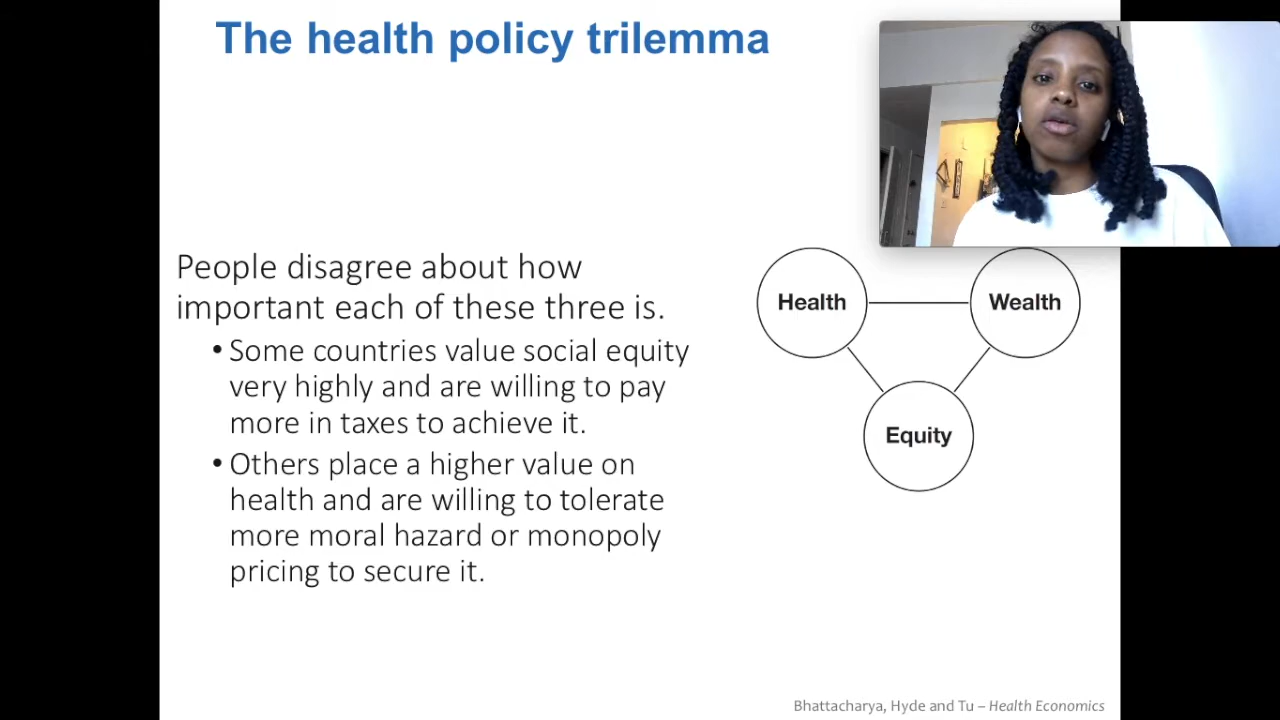 The health policy trilemma
People disagree about how
important each of these three is.
• Some countries value social equity
very highly and are willing to pay
more in taxes to achieve it.
• Others place a higher value on
health and are willing to tolerate
more moral hazard or monopoly
pricing to secure it.
Health
Wealth
Equity
Bhattacharya, Hyde and Tu – Health Economics